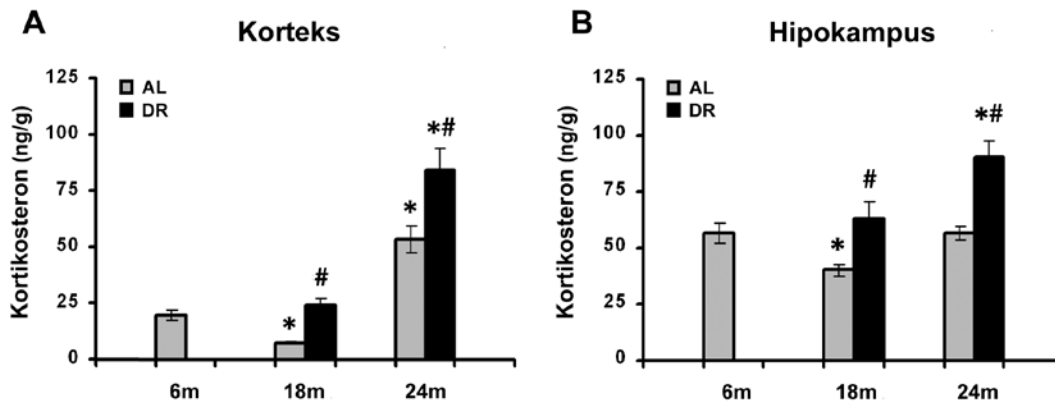 A
Korteks
Kortikosteron (ng/g)
125
100
75
50
25
0
AL
DR
*
#
*
*#
6m
18m
24m
B
Hipokampus
Kortikosteron (ng/g)
125
100
75
50
25
0
AL
DR
*
#
*#
6m
18m
24m